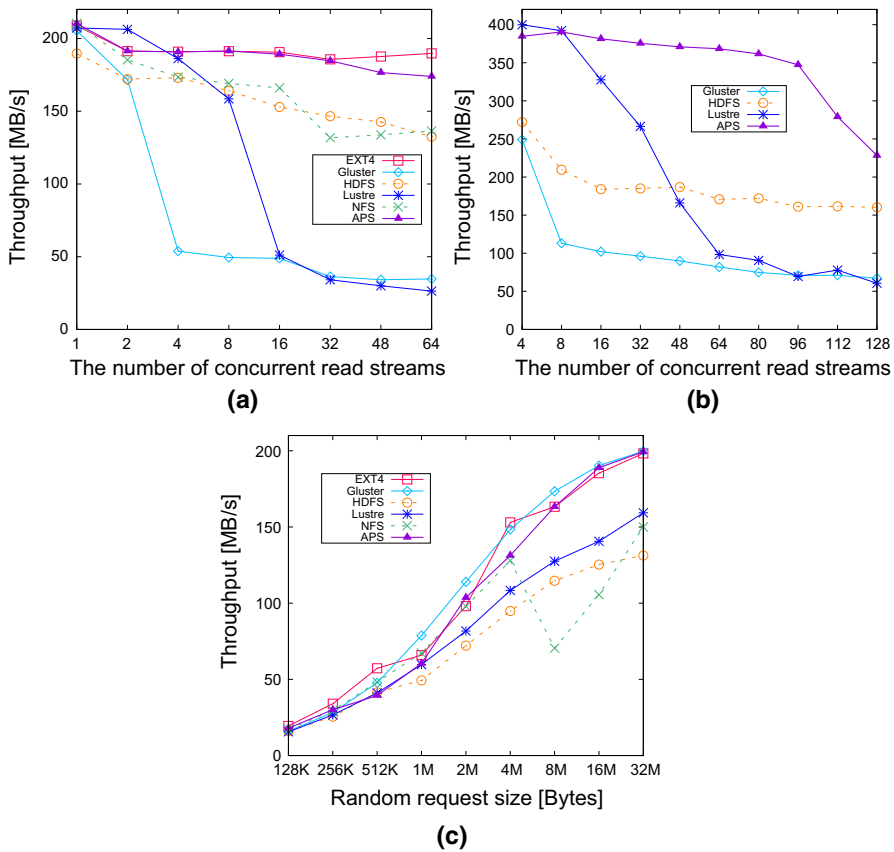 Throughput [MB/s]
200
150
100
50
0
EXT4
Gluster
HDFS
Lustre
NFS
APS
1 2 4 8 16 32 48 64
The number of concurrent read streams
(a)
Throughput [MB/s]
400
350
300
250
200
150
100
50
0
Gluster
HDFS
Lustre
APS
4 8 16 32 48 64 80 96 112 128
The number of concurrent read streams
(b)
Throughput [MB/s]
200
150
100
50
0
EXT4
Gluster
HDFS
Lustre
NFS
APS
128K 256K 512K 1M 2M 4M 8M 16M 32M
Random request size [Bytes]
(c)